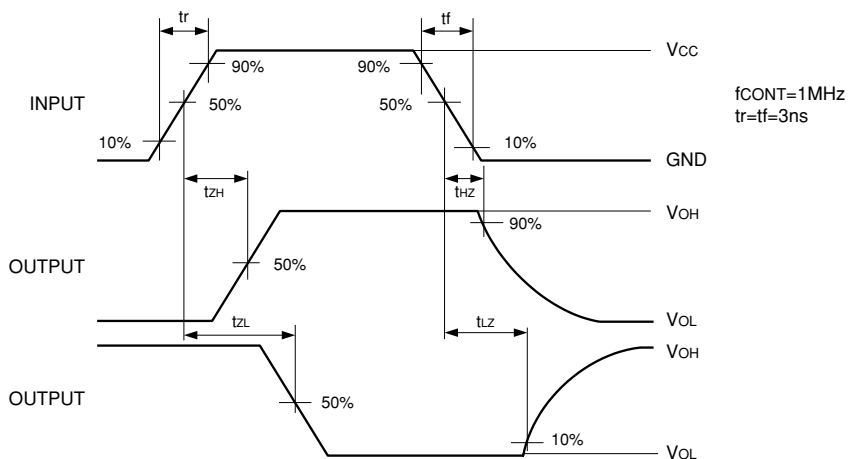 tr
tf
VCC
90%
90%
INPUT
50%
50%
fCONT=1MHz
tr=tf=3ns
10%
10%
GND
tZH
tHZ
VOH
90%
OUTPUT
50%
tZL
tLZ
VOL
VOH
OUTPUT
50%
10%
VOL